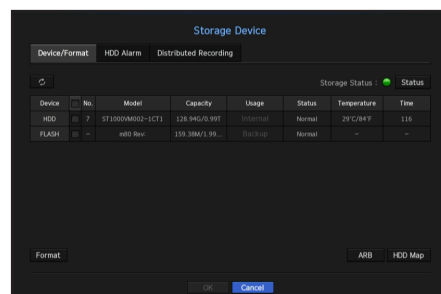 Storage Device
Device/Format HDD Alarm Distributed Recording
Storage Status : Status
Device No. Model Capacity Usage Status Temperature Time
HDD 7 ST1000VM002-1CT1 128.94G/0.99T Internal Normal 29℃/84℉ 116
FLASH – m80 Rev: 159.38M/1.99... Backup Normal – –
Format ARB HDD Map
OK Cancel